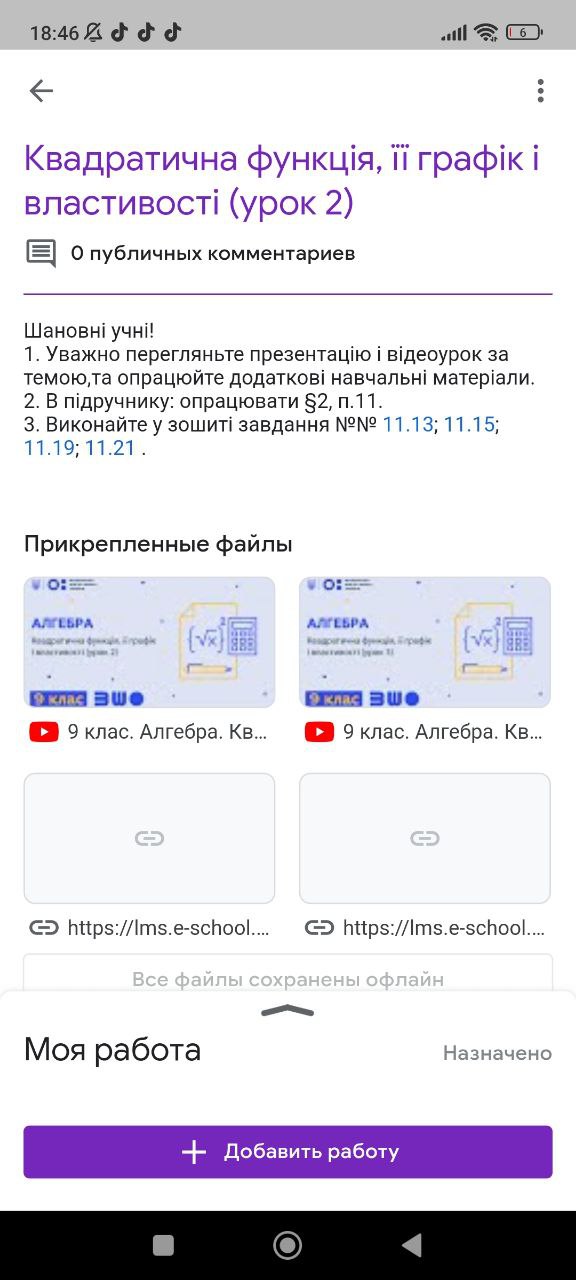 18:46
6
Квадратична функція, її графік і
властивості (урок 2)
0 публичных комментариев
Шановні учні!
1. Уважно перегляньте презентацію і відеоурок за
темою,та опрацюйте додаткові навчальні матеріали.
2. В підручнику: опрацювати §2, п.11.
3. Виконайте у зошиті завдання №№ 11.13; 11.15;
11.19; 11.21 .
Прикрепленные файлы
АЛГЕБРА
Квадратична функція, її графік
і властивості (урок 2)
9 клас
АЛГЕБРА
Квадратична функція, її графік
і властивості (урок
9 клас
9 клас. Алгебра. Кв...
9 клас. Алгебра. Кв...
https://lms.e-school....
https://lms.e-school....
Все файлы сохранены офлайн
Моя работа
Назначено
Добавить работу